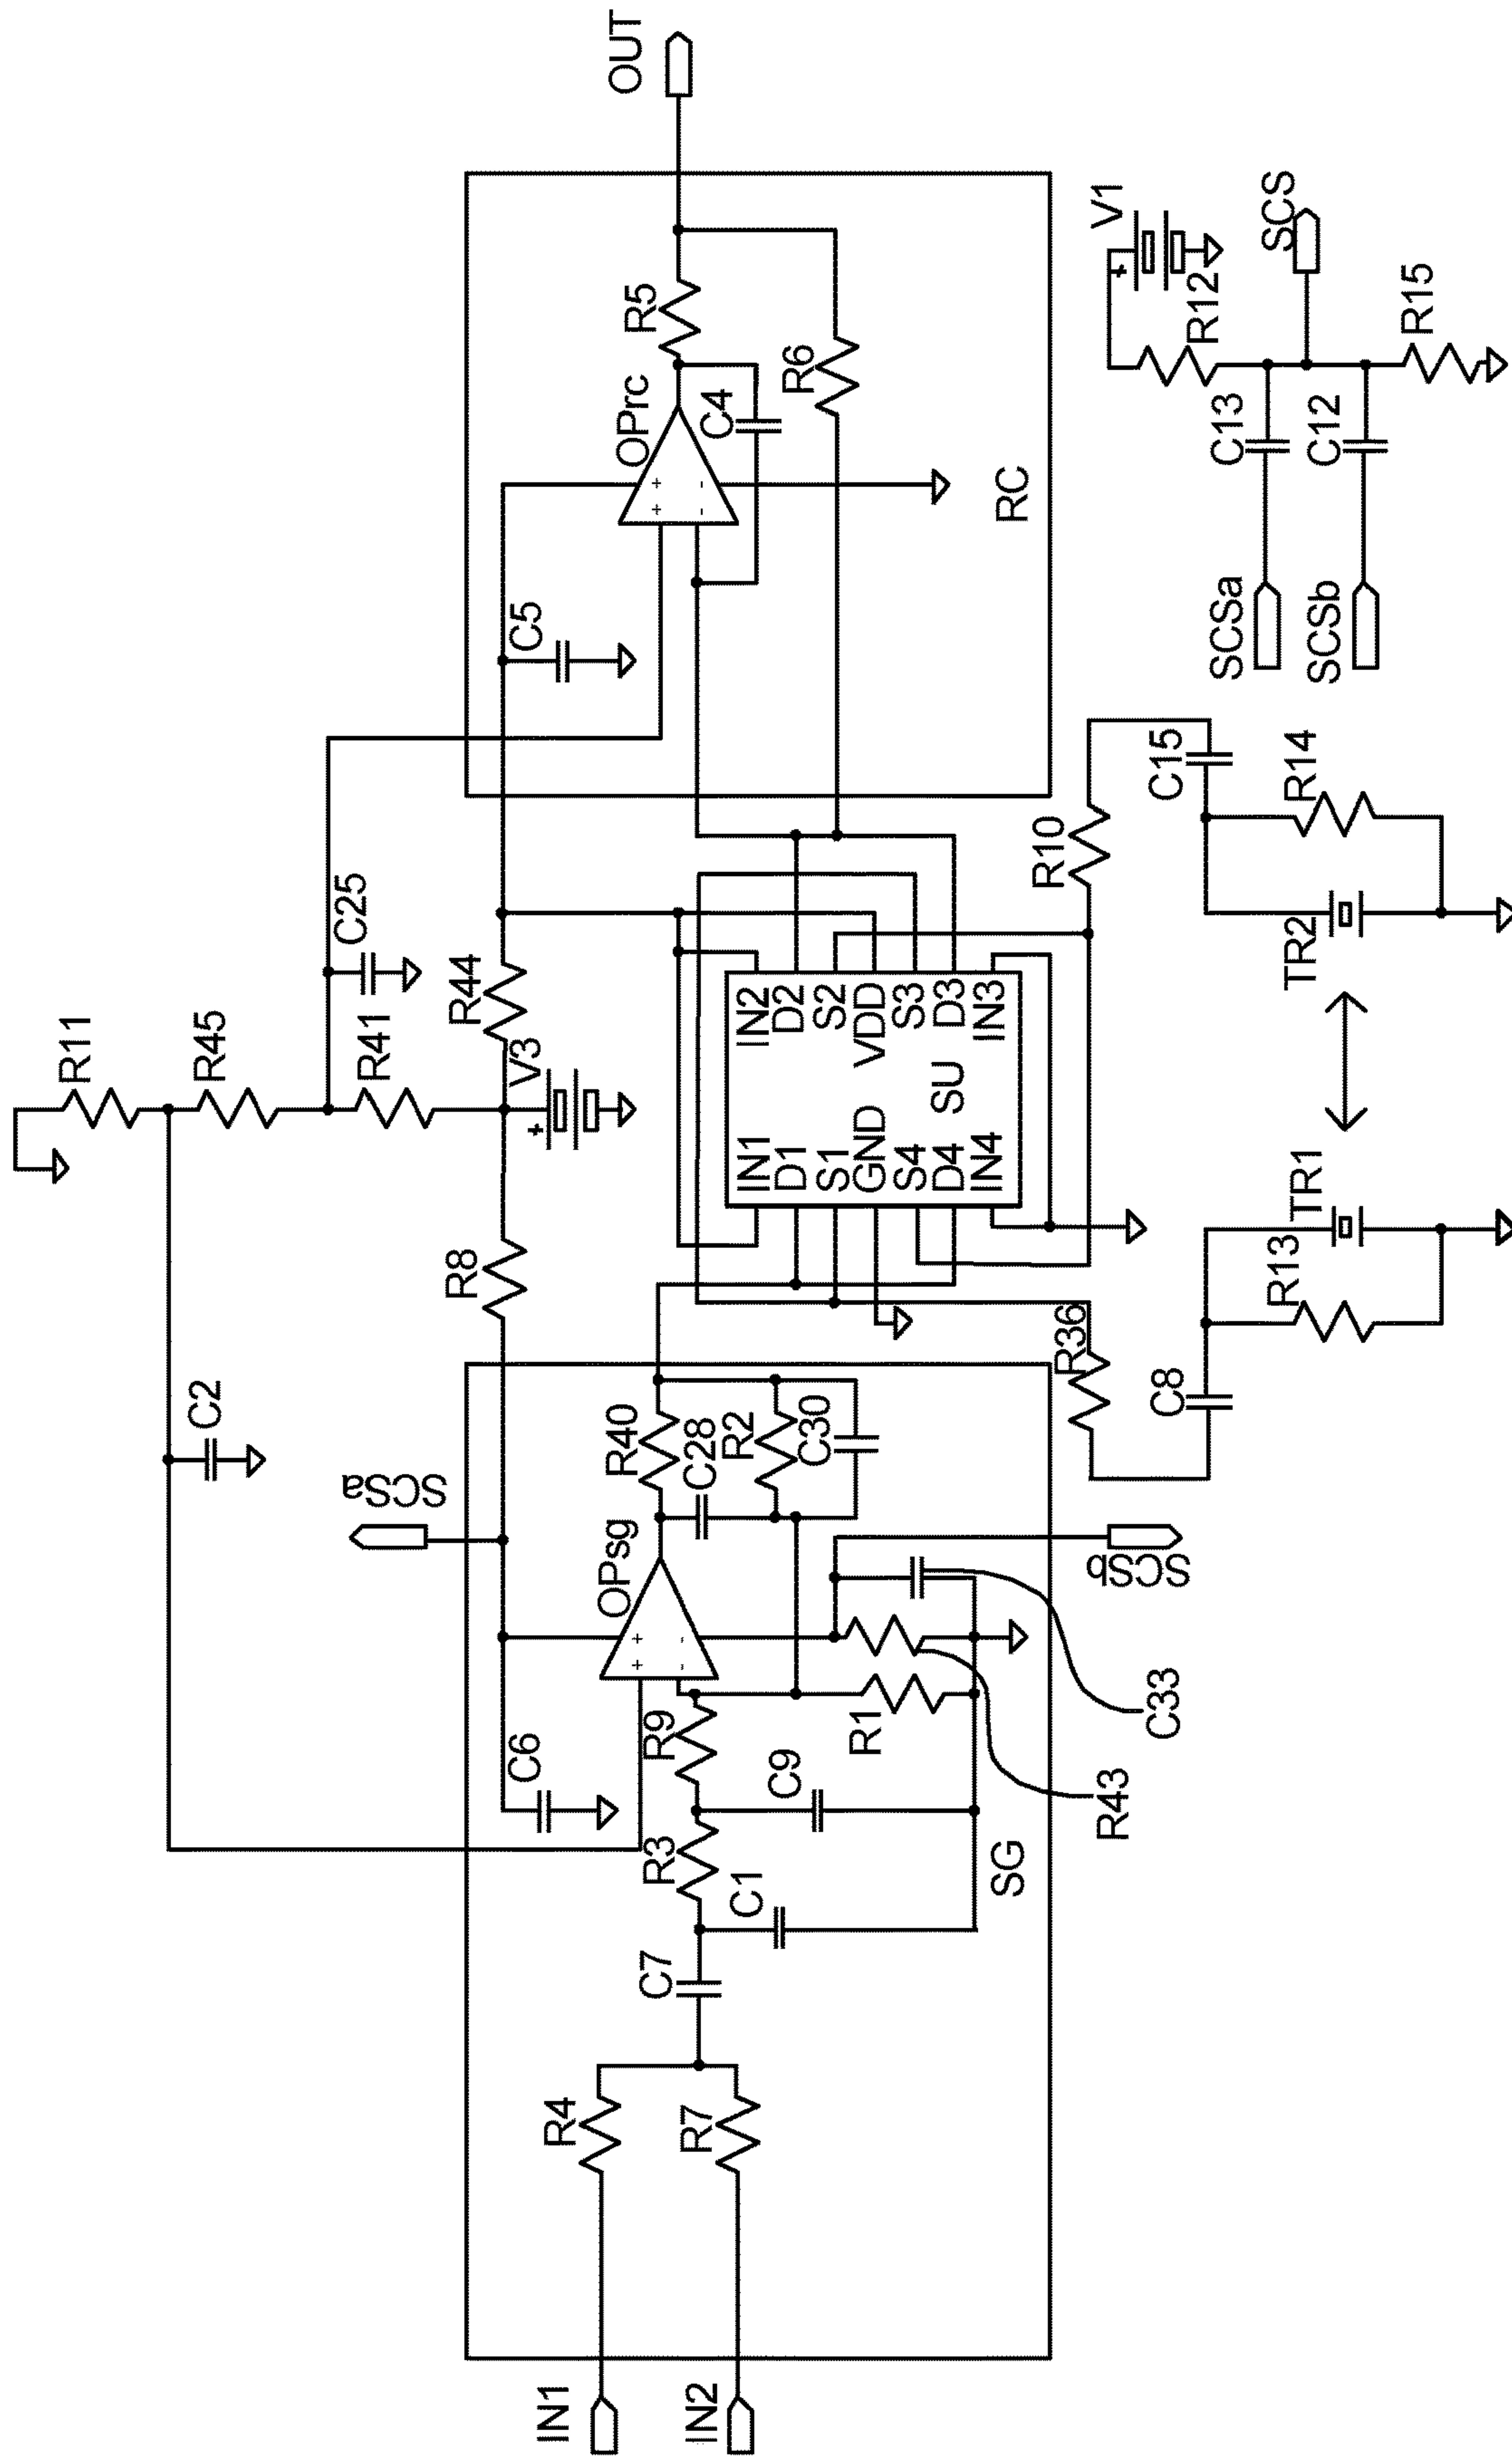 R11
R45
C25
R41
R44
V3
R8
C2
SCSa
OUT
C5
OPrc
R5
C4
R6
RC
IN1
IN2
R4
R7
C7
R3
C1
C9
R9
C6
OPsg
R40
C28
R2
C30
R1
SG
R43
C33
SCSb
IN1
D1
S1
GND
S4
D4
IN4
SU
IN2
D2
S2
VDD
S3
D3
IN3
R36
C8
R13
TR1
TR2
R14
C15
R10
SCSa
SCSb
C13
C12
R12
V1
SCS
R15